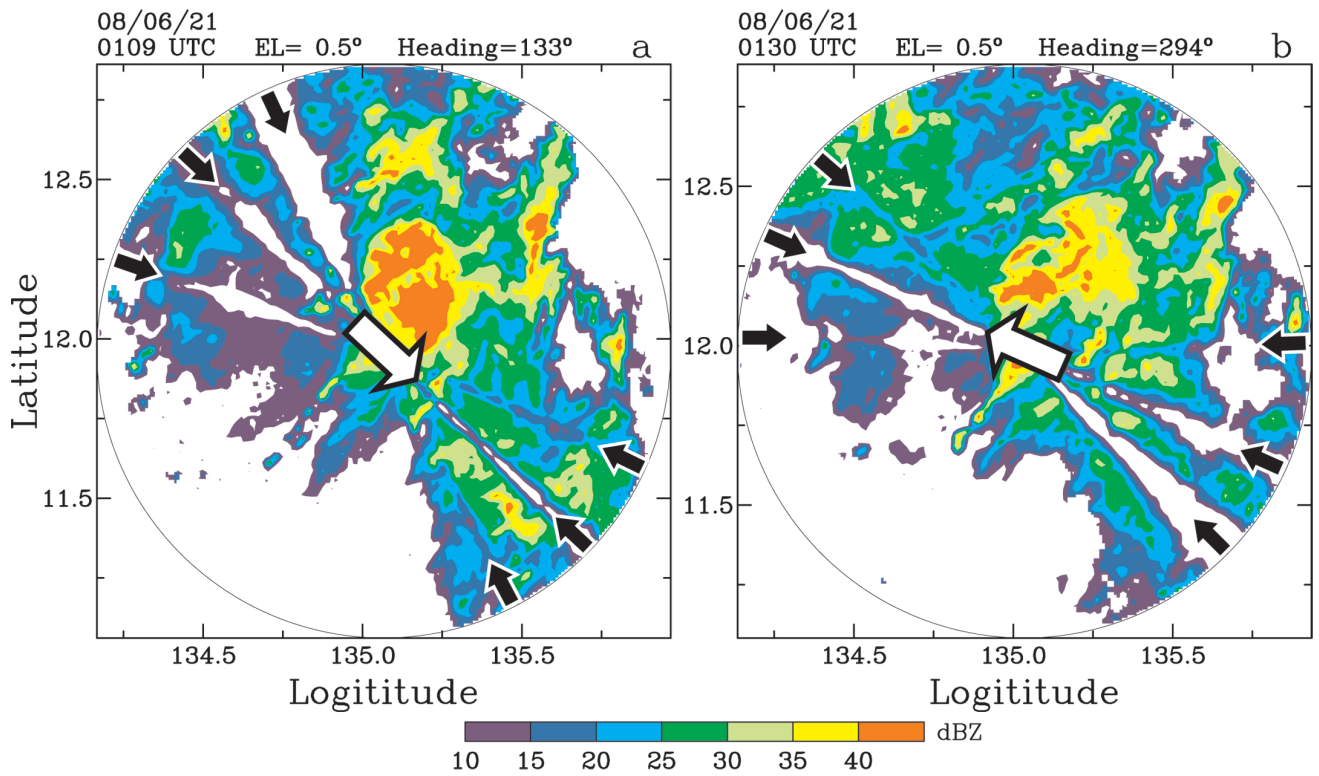 08/06/21
0109 UTC EL= 0.5° Heading=133° a
08/06/21
0130 UTC EL= 0.5° Heading=294° b
Latitude
12.5
12.0
11.5
134.5 135.0 135.5
Logititude
12.5
12.0
11.5
134.5 135.0 135.5
Logititude
dBZ
10 15 20 25 30 35 40